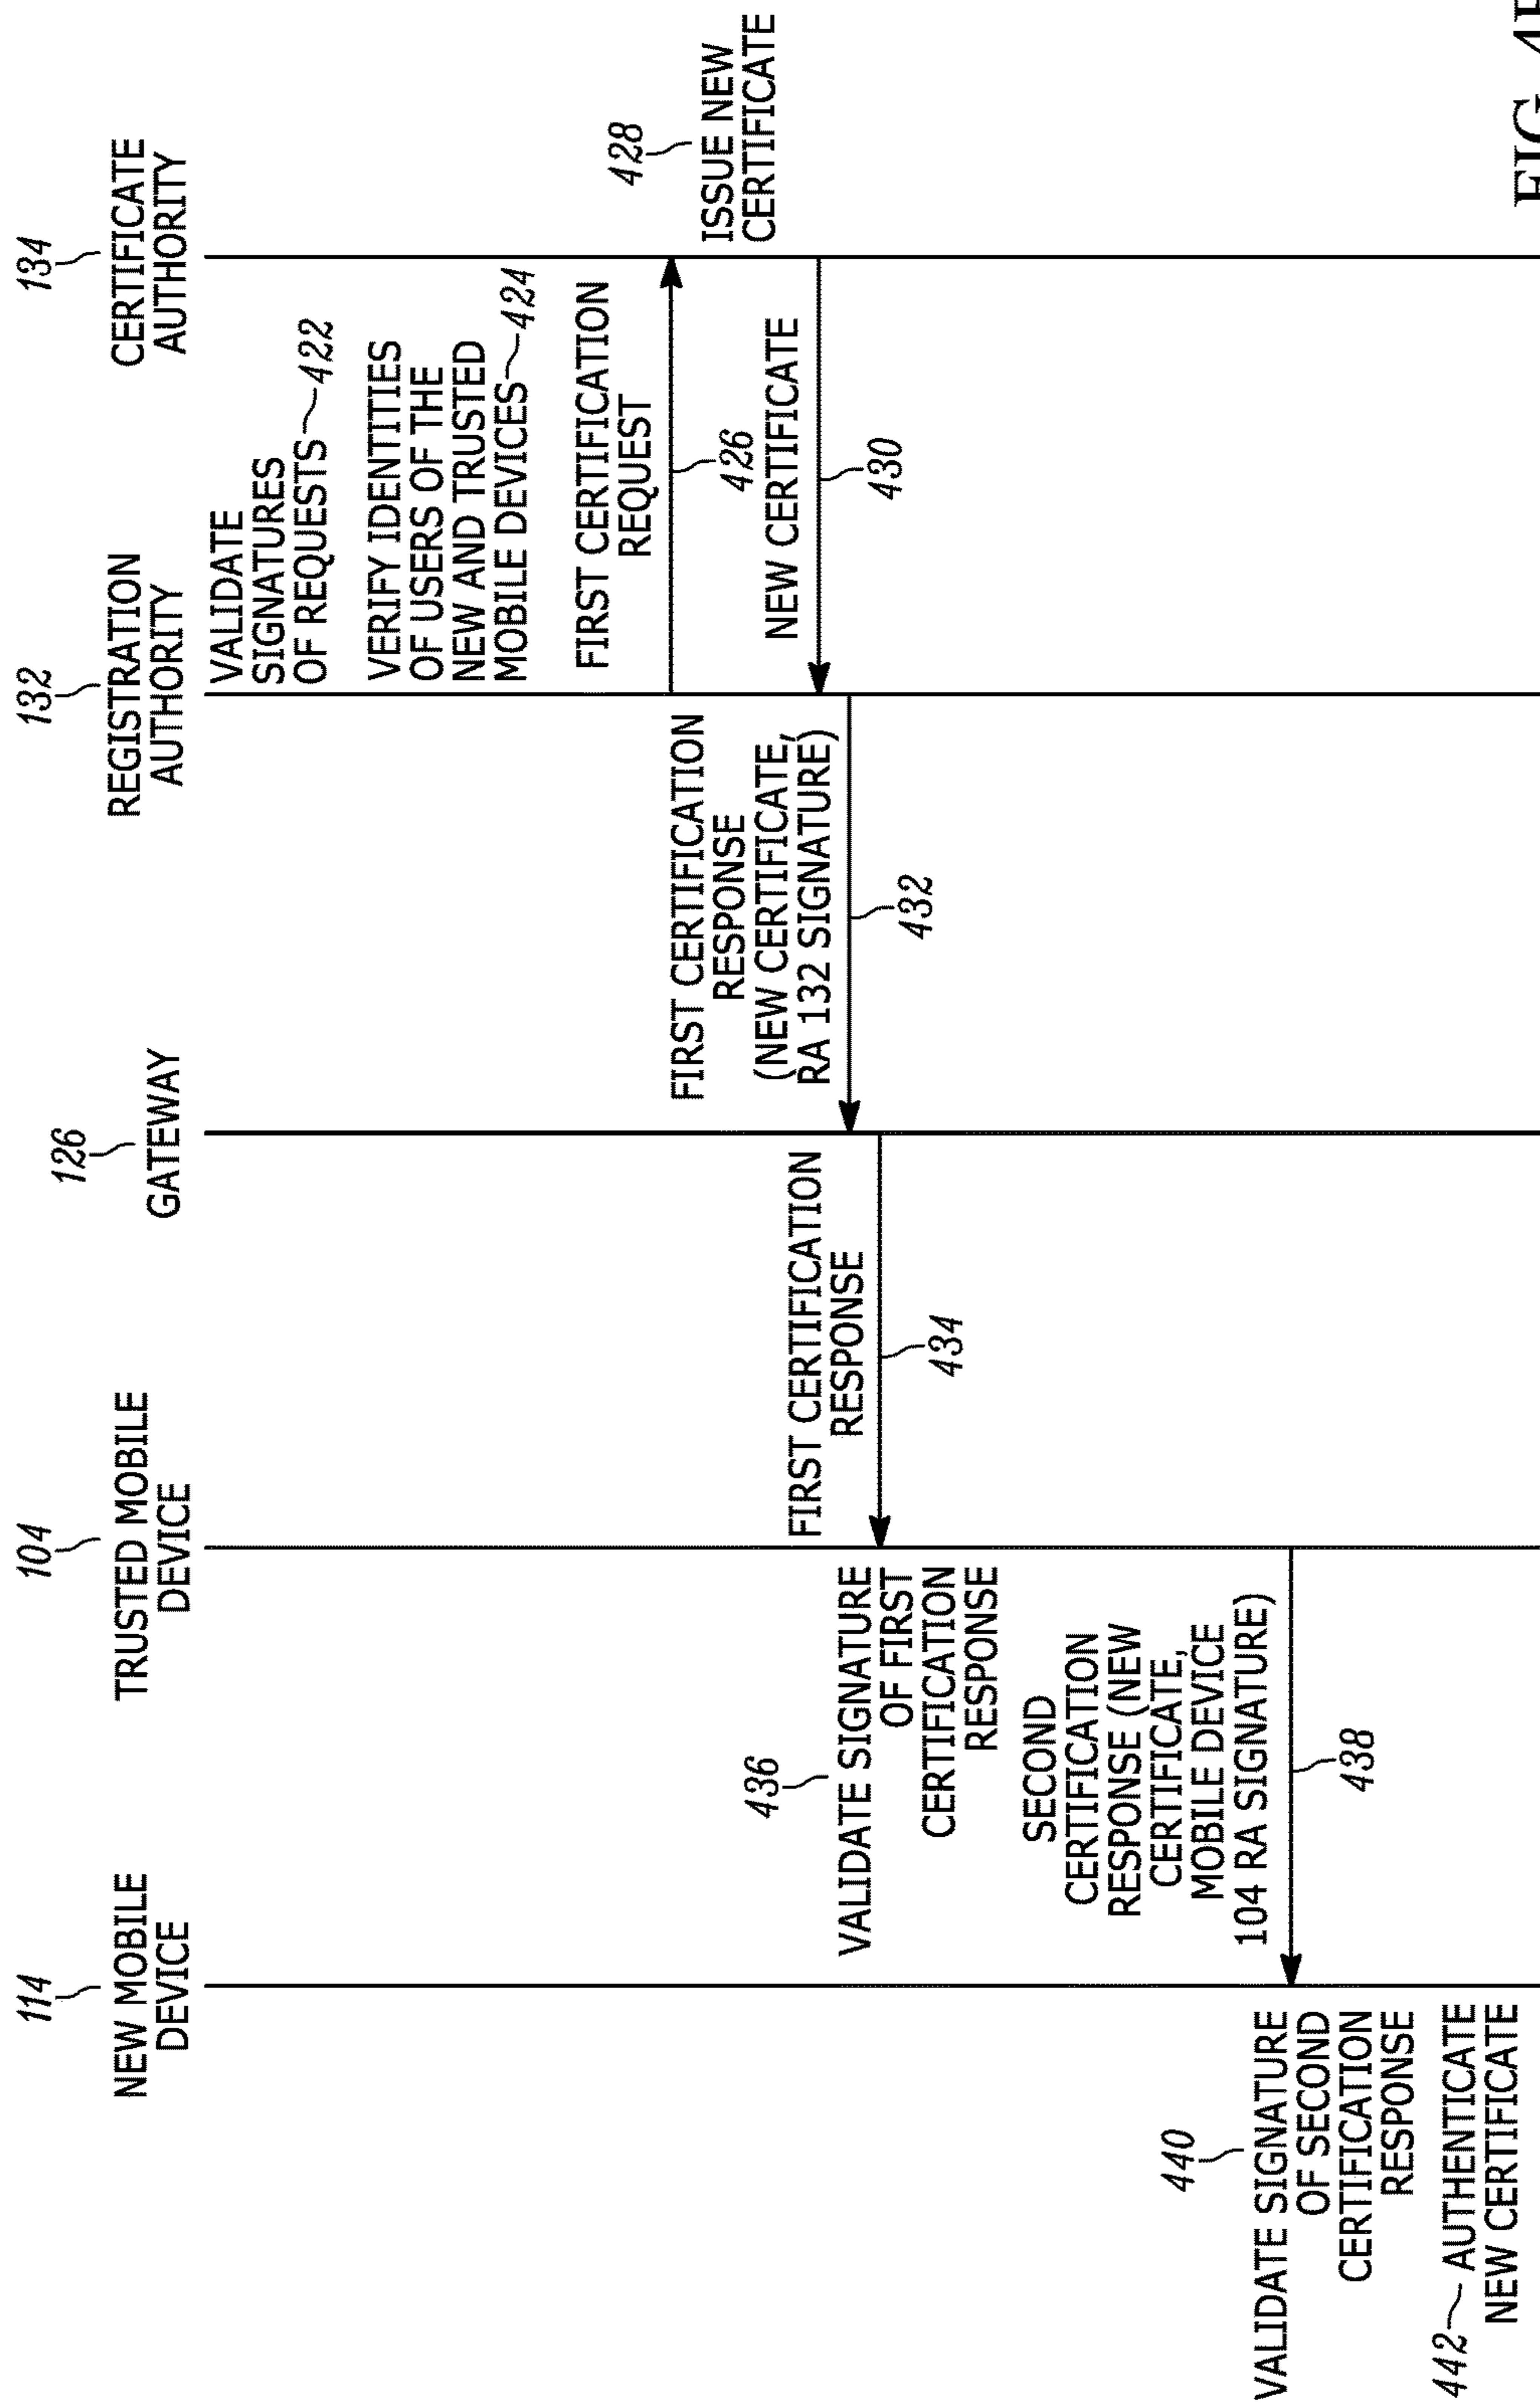 114
NEW MOBILE
DEVICE
104
TRUSTED MOBILE
DEVICE
126
GATEWAY
132
REGISTRATION
AUTHORITY
134
CERTIFICATE
AUTHORITY
VALIDATE
SIGNATURES
OF REQUESTS 422
VERIFY IDENTITIES
OF USERS OF THE
NEW AND TRUSTED
MOBILE DEVICES 424
FIRST CERTIFICATION
REQUEST
426
428
ISSUE NEW
CERTIFICATE
NEW CERTIFICATE
430
FIRST CERTIFICATION
RESPONSE
(NEW CERTIFICATE,
RA 132 SIGNATURE)
432
FIRST CERTIFICATION
RESPONSE
434
436
VALIDATE SIGNATURE
OF FIRST
CERTIFICATION
RESPONSE
SECOND
CERTIFICATION
RESPONSE (NEW
CERTIFICATE,
MOBILE DEVICE
104 RA SIGNATURE)
438
440
VALIDATE SIGNATURE
OF SECOND
CERTIFICATION
RESPONSE
442 AUTHENTICATE
NEW CERTIFICATE
FIG.